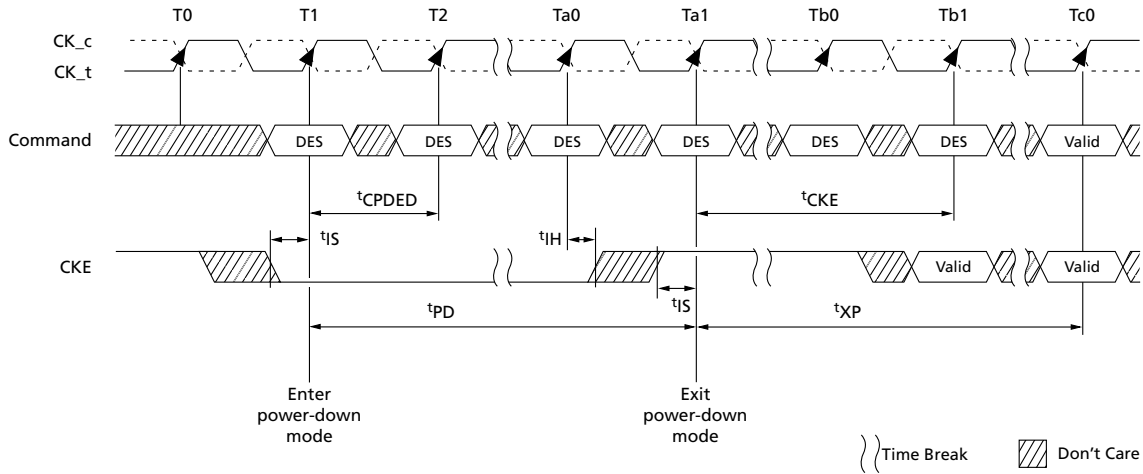 T0 T1 T2 Ta0 Ta1 Tb0 Tb1 Tc0
CK_c
CK_t
Command DES DES DES DES DES DES Valid
tCPDED tCKE
tIS tIH
CKE Valid Valid
tIS
tPD tXP
Enter
power-down
mode
Exit
power-down
mode
Time Break Don't Care